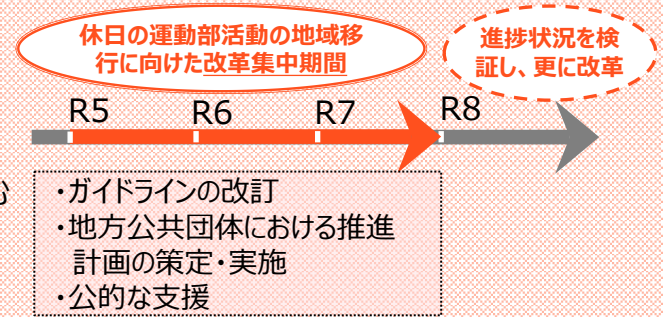 休日の運動部活動の地域移
行に向けた改革集中期間
進捗状況を検
証し、更に改革
R5 R6 R7 R8
む
・ガイドラインの改訂
・地方公共団体における推進
計画の策定・実施
・公的な支援